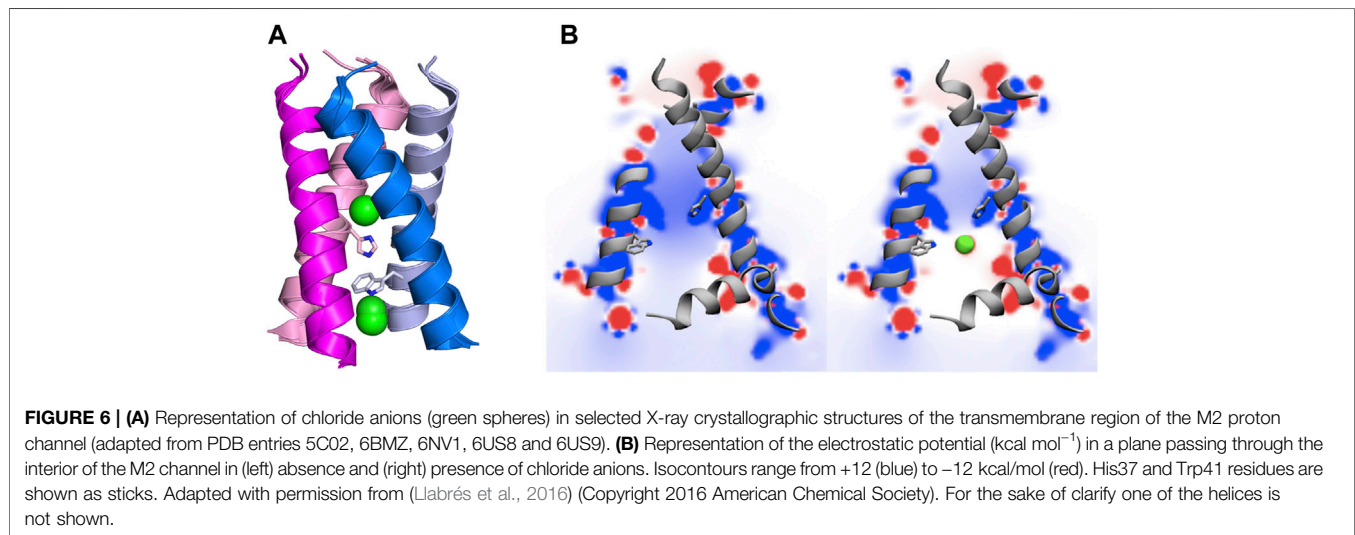 A
B
FIGURE 6 | (A) Representation of chloride anions (green spheres) in selected X-ray crystallographic structures of the transmembrane region of the M2 proton
channel (adapted from PDB entries 5C02, 6BMZ, 6NV1, 6US8 and 6US9). (B) Representation of the electrostatic potential (kcal mol−1) in a plane passing through the
interior of the M2 channel in (left) absence and (right) presence of chloride anions. Isocontours range from +12 (blue) to −12 kcal/mol (red). His37 and Trp41 residues are
shown as sticks. Adapted with permission from (Llabrés et al., 2016) (Copyright 2016 American Chemical Society). For the sake of clarify one of the helices is
not shown.